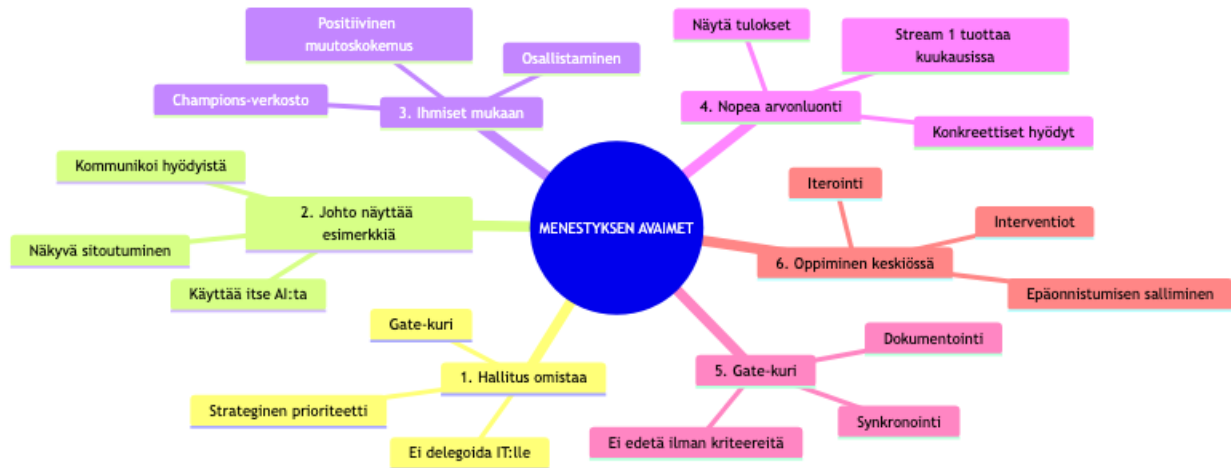 MENESTYKSEN AVAIMET
1. Hallitus omistaa
Gate-kuri
Strateginen prioriteetti
Ei delegoida IT:lle
2. Johto näyttää
esimerkkiä
Kommunikoi hyödyistä
Näkyvä sitoutuminen
Käyttää itse AI:ta
3. Ihmiset mukaan
Positiivinen
muutoskokemus
Osallistaminen
Champions-verkosto
4. Nopea arvonluonti
Näytä tulokset
Stream 1 tuottaa
kuukausissa
Konkreettiset hyödyt
5. Gate-kuri
Dokumentointi
Synkronointi
Ei edetä ilman kriteereitä
6. Oppiminen keskiössä
Iterointi
Interventiot
Epäonnistumisen salliminen